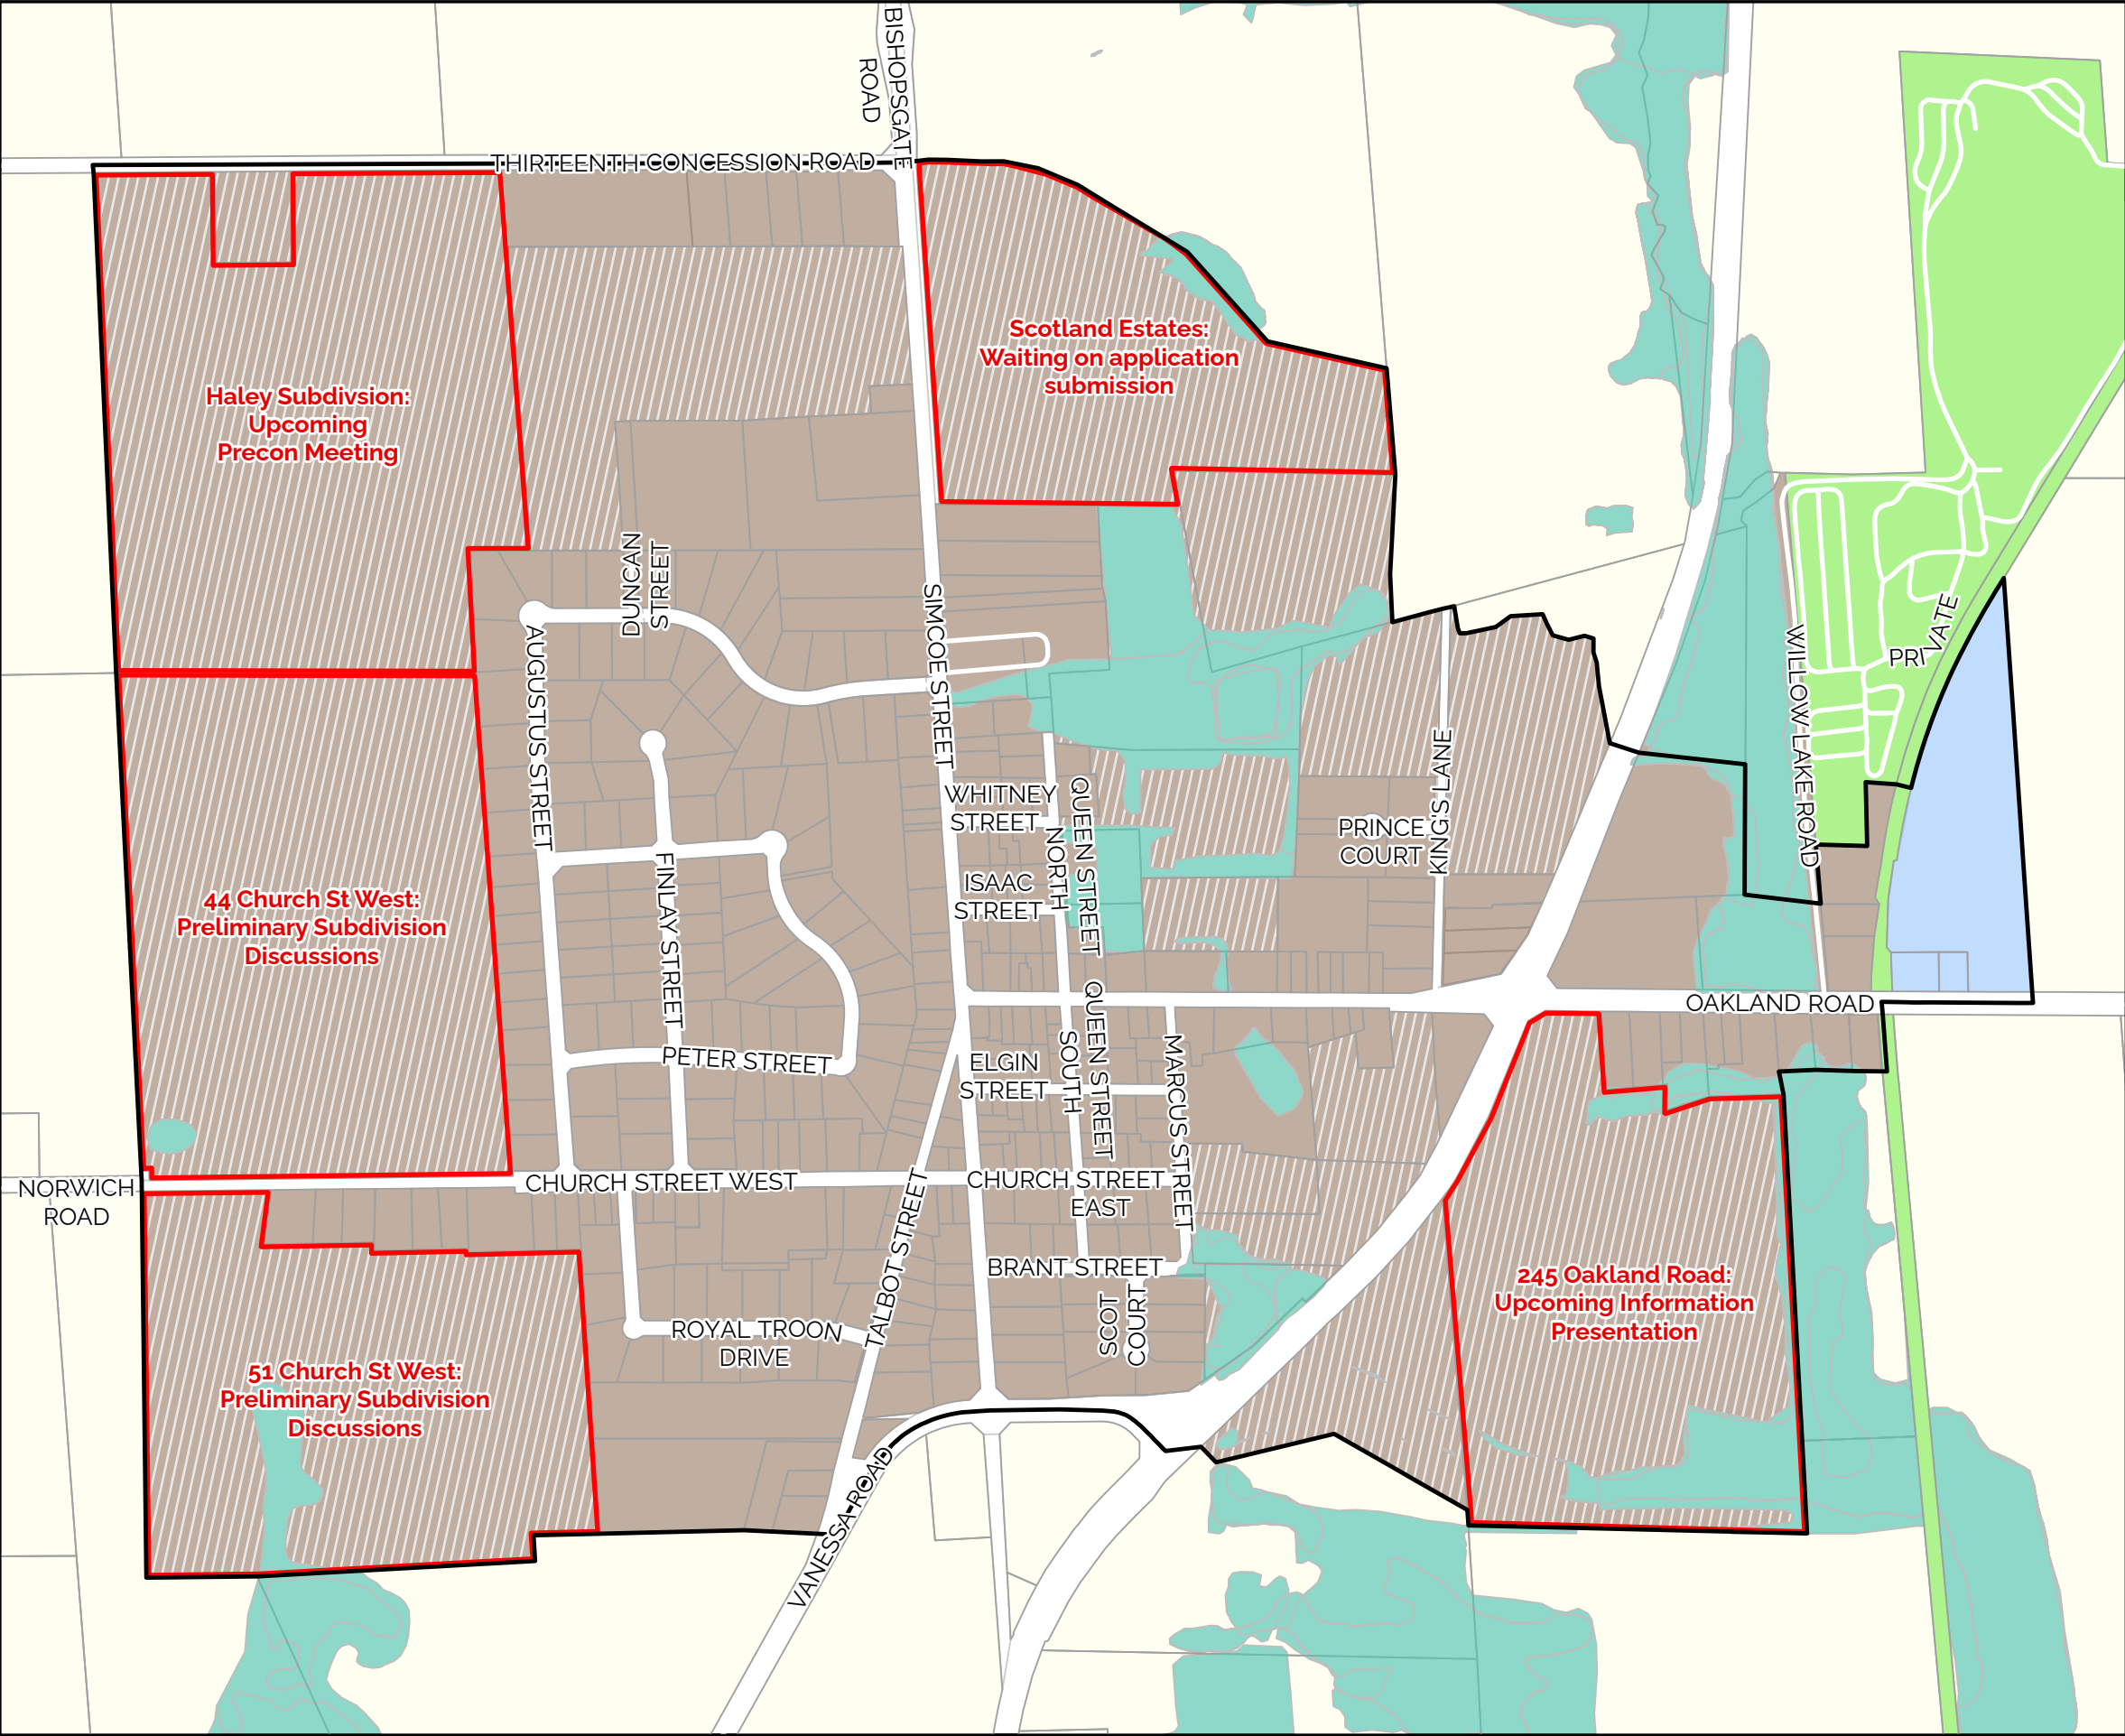 BISHOPSGATE
ROAD
THIRTEENTH CONCESSION ROAD
Scotland Estates:
Waiting on application
submission
Haley Subdivsion:
Upcoming
Precon Meeting
DUNCAN
STREET
SIMCOE STREET
AUGUSTUS STREET
WILLOW LAKE ROAD
PRIVATE
KING'S LANE
WHITNEY
STREET
QUEEN STREET
NORTH
PRINCE
COURT
FINLAY STREET
ISAAC
STREET
44 Church St West:
Preliminary Subdivision
Discussions
OAKLAND ROAD
PETER STREET
ELGIN
STREET
QUEEN STREET
SOUTH
MARCUS STREET
NORWICH
ROAD
CHURCH STREET WEST
CHURCH STREET
EAST
TALBOT STREET
BRANT STREET
SCOT
COURT
245 Oakland Road:
Upcoming Information
Presentation
ROYAL TROON
DRIVE
51 Church St West:
Preliminary Subdivision
Discussions
VANESSA ROAD